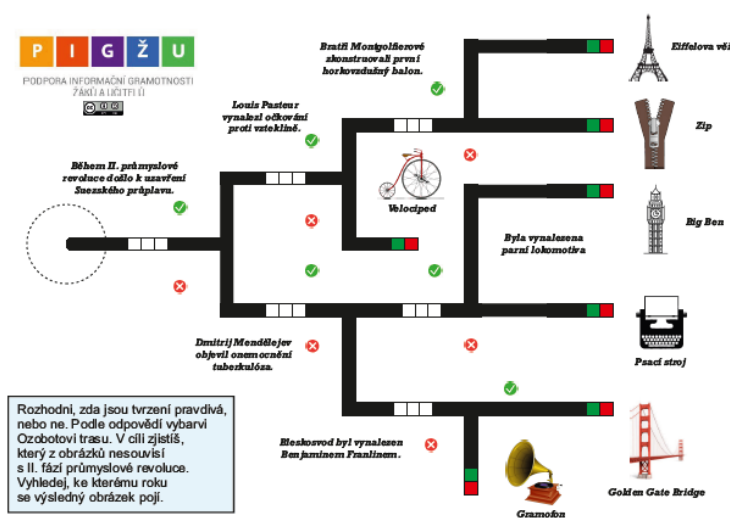 PIGŽU
PODPORA INFORMAČNÍ GRAMOTNOSTI
ŽÁKŮ A UČITELŮ
Bratři Montgolfierové
zkonstruovali první
horkovzdušný balon.
Eiffelova věž
Louis Pasteur
vynalezl očkování
proti vzteklině.
Zip
Během II. průmyslové
revoluce došlo k uzavření
Suezského průplavu.
Velociped
Big Ben
Byla vynalezena
parní lokomotiva
Dmitrij Mendělejev
objevil onemocnění
tuberkulóza.
Psací stroj
Rozhodni, zda jsou tvrzení pravdivá,
nebo ne. Podle odpovědí vybarvi
Ozobotovi trasu. V cíli zjistíš,
který z obrázků nesouvisí
s II. fází průmyslové revoluce.
Vyhledej, ke kterému roku
se výsledný obrázek pojí.
Bleskosvod byl vynalezen
Benjaminem Franlinem.
Gramofon
Golden Gate Bridge